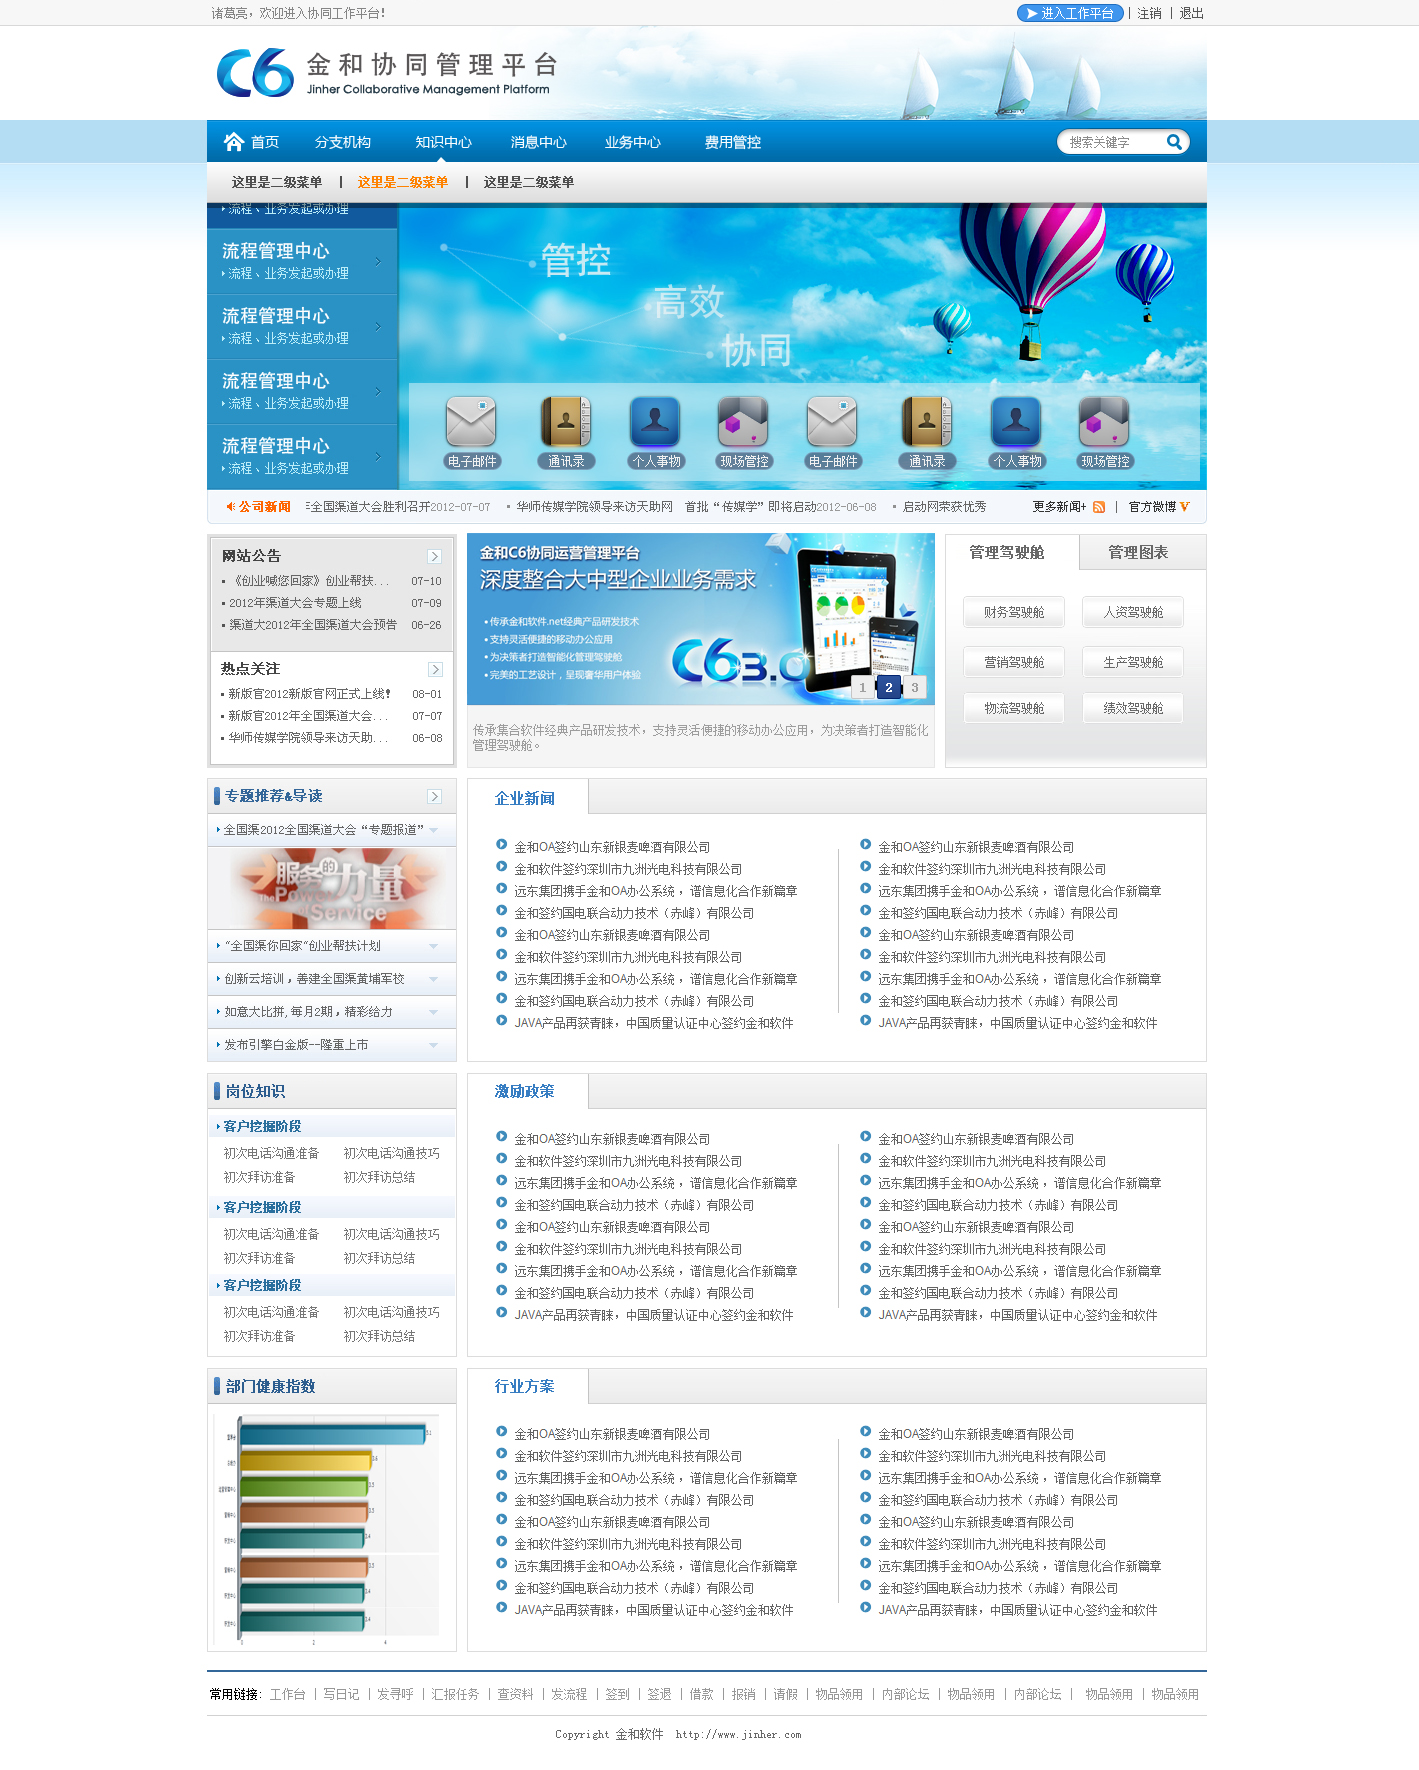 诸葛亮，欢迎进入协同工作平台！
进入工作平台 | 注销 | 退出
C6 金和协同管理平台
Jinher Collaborative Management Platform
首页 分支机构 知识中心 消息中心 业务中心 费用管控 搜索关键字
这里是二级菜单 | 这里是二级菜单 | 这里是二级菜单
流程、业务发起或办理
流程管理中心
流程、业务发起或办理
流程管理中心
流程、业务发起或办理
流程管理中心
流程、业务发起或办理
流程管理中心
流程、业务发起或办理
管控
高效
协同
电子邮件 通讯录 个人事物 现场管控 电子邮件 通讯录 个人事物 现场管控
公司新闻 全国渠道大会胜利召开2012-07-07 华师传媒学院领导来访天助网 首批“传媒学”即将启动2012-06-08 启动网荣获优秀 更多新闻+ | 官方微博
网站公告
《创业喊您回家》创业帮扶... 07-10
2012年渠道大会专题上线 07-09
渠道大2012年全国渠道大会预告 06-26
热点关注
新版官2012新版官网正式上线! 08-01
新版官2012年全国渠道大会... 07-07
华师传媒学院领导来访天助... 06-08
金和C6协同运营管理平台
深度整合大中型企业业务需求
传承金和软件.net经典产品研发技术
支持灵活便捷的移动办公应用
为决策者打造智能化管理驾驶舱
完美的工艺设计，呈现奢华用户体验
C6 3.0
1 2 3
传承集合软件经典产品研发技术，支持灵活便捷的移动办公应用，为决策者打造智能化
管理驾驶舱。
管理驾驶舱 管理图表
财务驾驶舱 人资驾驶舱
营销驾驶舱 生产驾驶舱
物流驾驶舱 绩效驾驶舱
专题推荐&导读
全国渠2012全国渠道大会“专题报道”
服务的力量
The Power of Service
“全国渠你回家”创业帮扶计划
创新云培训，善建全国渠黄埔军校
如意大比拼,每月2期，精彩给力
发布引擎白金版--隆重上市
企业新闻
金和OA签约山东新银麦啤酒有限公司 金和OA签约山东新银麦啤酒有限公司
金和软件签约深圳市九洲光电科技有限公司 金和软件签约深圳市九洲光电科技有限公司
远东集团携手金和OA办公系统，谱信息化合作新篇章 远东集团携手金和OA办公系统，谱信息化合作新篇章
金和签约国电联合动力技术（赤峰）有限公司 金和签约国电联合动力技术（赤峰）有限公司
金和OA签约山东新银麦啤酒有限公司 金和OA签约山东新银麦啤酒有限公司
金和软件签约深圳市九洲光电科技有限公司 金和软件签约深圳市九洲光电科技有限公司
远东集团携手金和OA办公系统，谱信息化合作新篇章 远东集团携手金和OA办公系统，谱信息化合作新篇章
金和签约国电联合动力技术（赤峰）有限公司 金和签约国电联合动力技术（赤峰）有限公司
JAVA产品再获青睐，中国质量认证中心签约金和软件 JAVA产品再获青睐，中国质量认证中心签约金和软件
岗位知识
客户挖掘阶段
初次电话沟通准备 初次电话沟通技巧
初次拜访准备 初次拜访总结
客户挖掘阶段
初次电话沟通准备 初次电话沟通技巧
初次拜访准备 初次拜访总结
客户挖掘阶段
初次电话沟通准备 初次电话沟通技巧
初次拜访准备 初次拜访总结
激励政策
金和OA签约山东新银麦啤酒有限公司 金和OA签约山东新银麦啤酒有限公司
金和软件签约深圳市九洲光电科技有限公司 金和软件签约深圳市九洲光电科技有限公司
远东集团携手金和OA办公系统，谱信息化合作新篇章 远东集团携手金和OA办公系统，谱信息化合作新篇章
金和签约国电联合动力技术（赤峰）有限公司 金和签约国电联合动力技术（赤峰）有限公司
金和OA签约山东新银麦啤酒有限公司 金和OA签约山东新银麦啤酒有限公司
金和软件签约深圳市九洲光电科技有限公司 金和软件签约深圳市九洲光电科技有限公司
远东集团携手金和OA办公系统，谱信息化合作新篇章 远东集团携手金和OA办公系统，谱信息化合作新篇章
金和签约国电联合动力技术（赤峰）有限公司 金和签约国电联合动力技术（赤峰）有限公司
JAVA产品再获青睐，中国质量认证中心签约金和软件 JAVA产品再获青睐，中国质量认证中心签约金和软件
部门健康指数
行业方案
金和OA签约山东新银麦啤酒有限公司 金和OA签约山东新银麦啤酒有限公司
金和软件签约深圳市九洲光电科技有限公司 金和软件签约深圳市九洲光电科技有限公司
远东集团携手金和OA办公系统，谱信息化合作新篇章 远东集团携手金和OA办公系统，谱信息化合作新篇章
金和签约国电联合动力技术（赤峰）有限公司 金和签约国电联合动力技术（赤峰）有限公司
金和OA签约山东新银麦啤酒有限公司 金和OA签约山东新银麦啤酒有限公司
金和软件签约深圳市九洲光电科技有限公司 金和软件签约深圳市九洲光电科技有限公司
远东集团携手金和OA办公系统，谱信息化合作新篇章 远东集团携手金和OA办公系统，谱信息化合作新篇章
金和签约国电联合动力技术（赤峰）有限公司 金和签约国电联合动力技术（赤峰）有限公司
JAVA产品再获青睐，中国质量认证中心签约金和软件 JAVA产品再获青睐，中国质量认证中心签约金和软件
常用链接: 工作台 | 写日记 | 发寻呼 | 汇报任务 | 查资料 | 发流程 | 签到 | 签退 | 借款 | 报销 | 请假 | 物品领用 | 内部论坛 | 物品领用 | 内部论坛 | 物品领用 | 物品领用
Copyright 金和软件 http://www.jinher.com